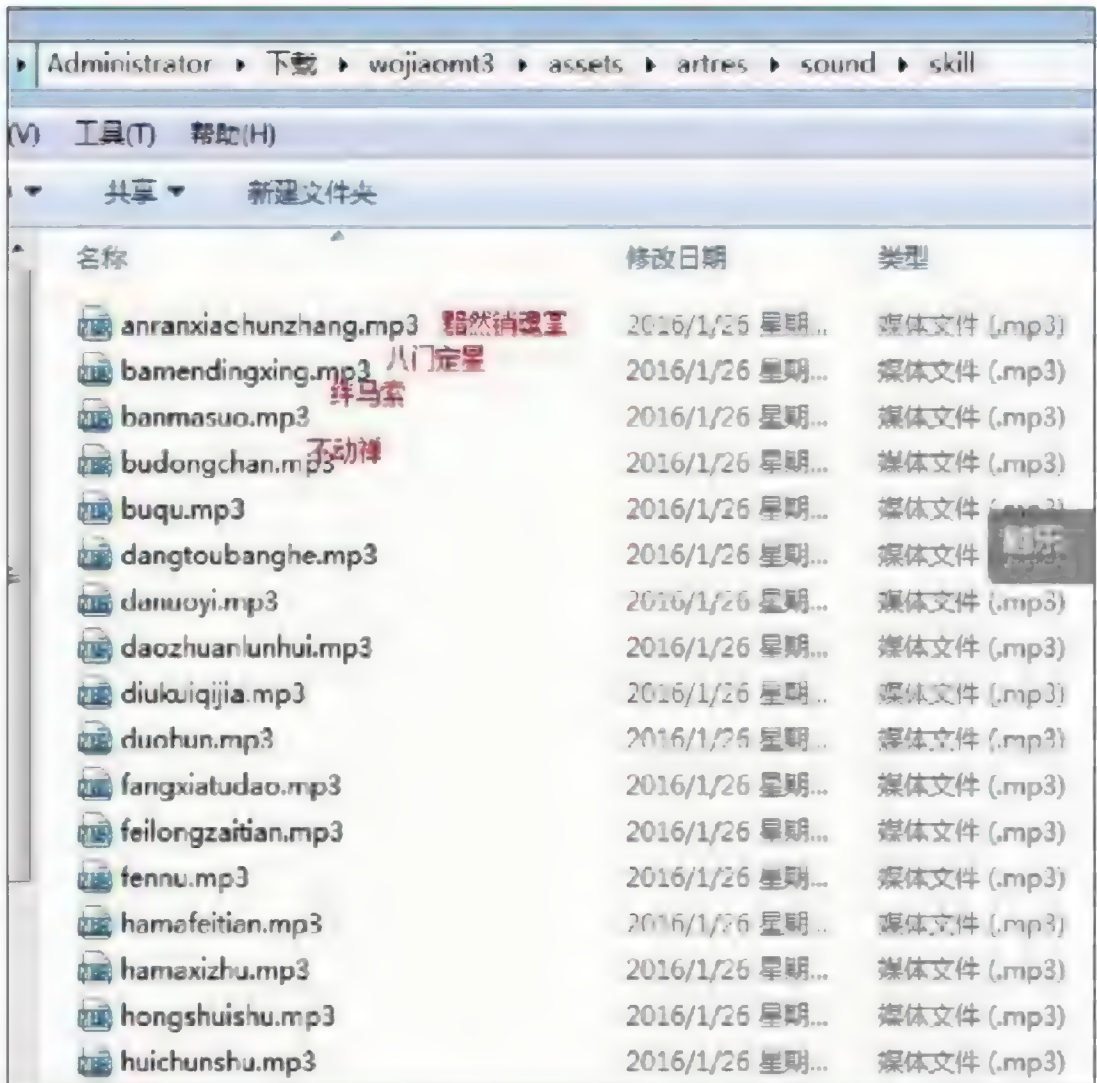 Administrator ▸ 下载 ▸ wojiaomt3 ▸ assets ▸ artres ▸ sound ▸ skill
(V) 工具(T) 帮助(H)
共享 新建文件夹
名称 修改日期 类型
anranxiaohunzhang.mp3 黯然销魂掌 2016/1/26 星期... 媒体文件 (.mp3)
bamendingxing.mp3 八门定星 2016/1/26 星期... 媒体文件 (.mp3)
绊马索
banmasuo.mp3 2016/1/26 星期... 媒体文件 (.mp3)
budongchan.mp3 不动禅 2016/1/26 星期... 媒体文件 (.mp3)
buqu.mp3 2016/1/26 星期... 媒体文件 (.mp3)
触乐
dangtoubanghe.mp3 2016/1/26 星期... 媒体文件
danuoyi.mp3 2016/1/26 星期... 媒体文件 (.mp3)
daozhuanlunhui.mp3 2016/1/26 星期... 媒体文件 (.mp3)
diukuiqijia.mp3 2016/1/26 星期... 媒体文件 (.mp3)
duohun.mp3 2016/1/26 星期... 媒体文件 (.mp3)
fangxiatudao.mp3 2016/1/26 星期... 媒体文件 (.mp3)
feilongzaitian.mp3 2016/1/26 星期... 媒体文件 (.mp3)
fennu.mp3 2016/1/26 星期... 媒体文件 (.mp3)
hamafeitian.mp3 2016/1/26 星期... 媒体文件 (.mp3)
hamaxizhu.mp3 2016/1/26 星期... 媒体文件 (.mp3)
hongshuishu.mp3 2016/1/26 星期... 媒体文件 (.mp3)
huichunshu.mp3 2016/1/26 星期... 媒体文件 (.mp3)